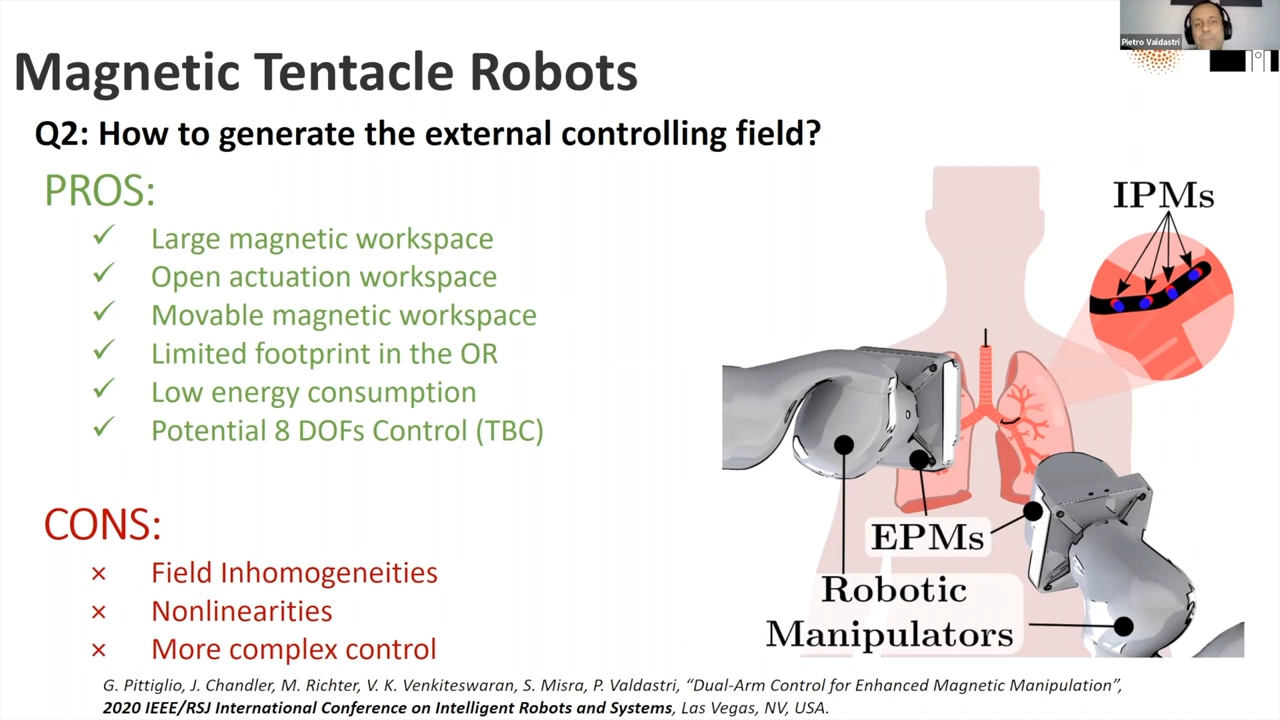 Pietro Valdastri
Magnetic Tentacle Robots
Q2: How to generate the external controlling field?
PROS:
✓ Large magnetic workspace
✓ Open actuation workspace
✓ Movable magnetic workspace
✓ Limited footprint in the OR
✓ Low energy consumption
✓ Potential 8 DOFs Control (TBC)
CONS:
× Field Inhomogeneities
× Nonlinearities
× More complex control
IPMs
EPMs
Robotic
Manipulators
G. Pittiglio, J. Chandler, M. Richter, V. K. Venkiteswaran, S. Misra, P. Valdastri, “Dual-Arm Control for Enhanced Magnetic Manipulation”,
2020 IEEE/RSJ International Conference on Intelligent Robots and Systems, Las Vegas, NV, USA.